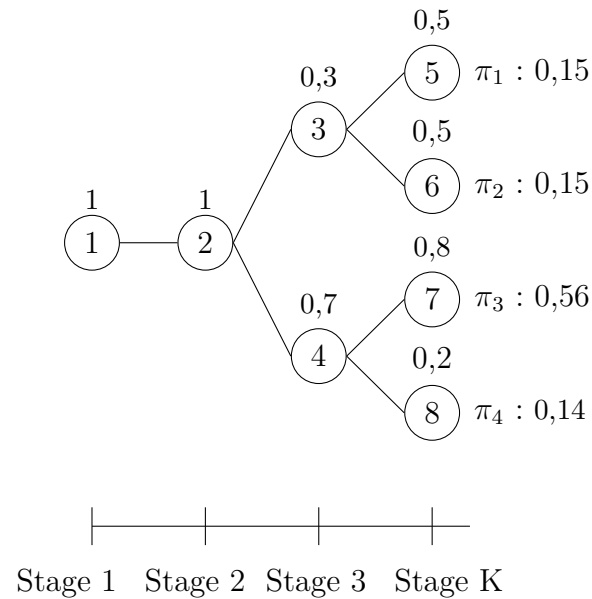 0,5
5 π₁ : 0,15
0,3
3
0,5
6 π₂ : 0,15
1 1
1 2
0,8
7 π₃ : 0,56
0,7
4
0,2
8 π₄ : 0,14
Stage 1 Stage 2 Stage 3 Stage K